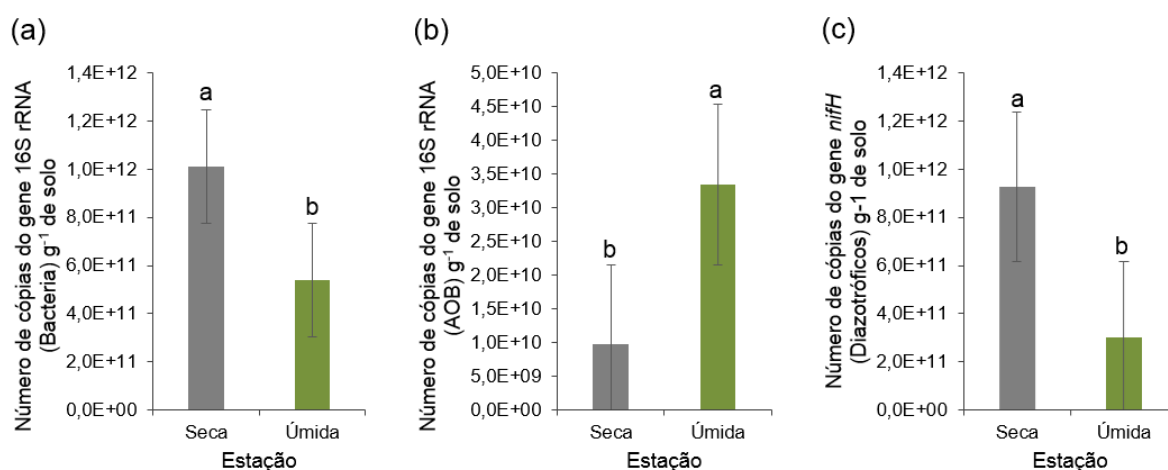 (a)
Número de cópias do gene 16S rRNA
(Bacteria) g-1 de solo
1,4E+12
1,2E+12
1,0E+12
8,0E+11
6,0E+11
4,0E+11
2,0E+11
0,0E+00
a
b
Seca
Úmida
Estação
(b)
Número de cópias do gene 16S rRNA
(AOB) g-1 de solo
5,0E+10
4,5E+10
4,0E+10
3,5E+10
3,0E+10
2,5E+10
2,0E+10
1,5E+10
1,0E+10
5,0E+09
0,0E+00
b
a
Seca
Úmida
Estação
(c)
Número de cópias do gene nifH
(Diazotróficos) g-1 de solo
1,4E+12
1,2E+12
1,0E+12
8,0E+11
6,0E+11
4,0E+11
2,0E+11
0,0E+00
a
b
Seca
Úmida
Estação